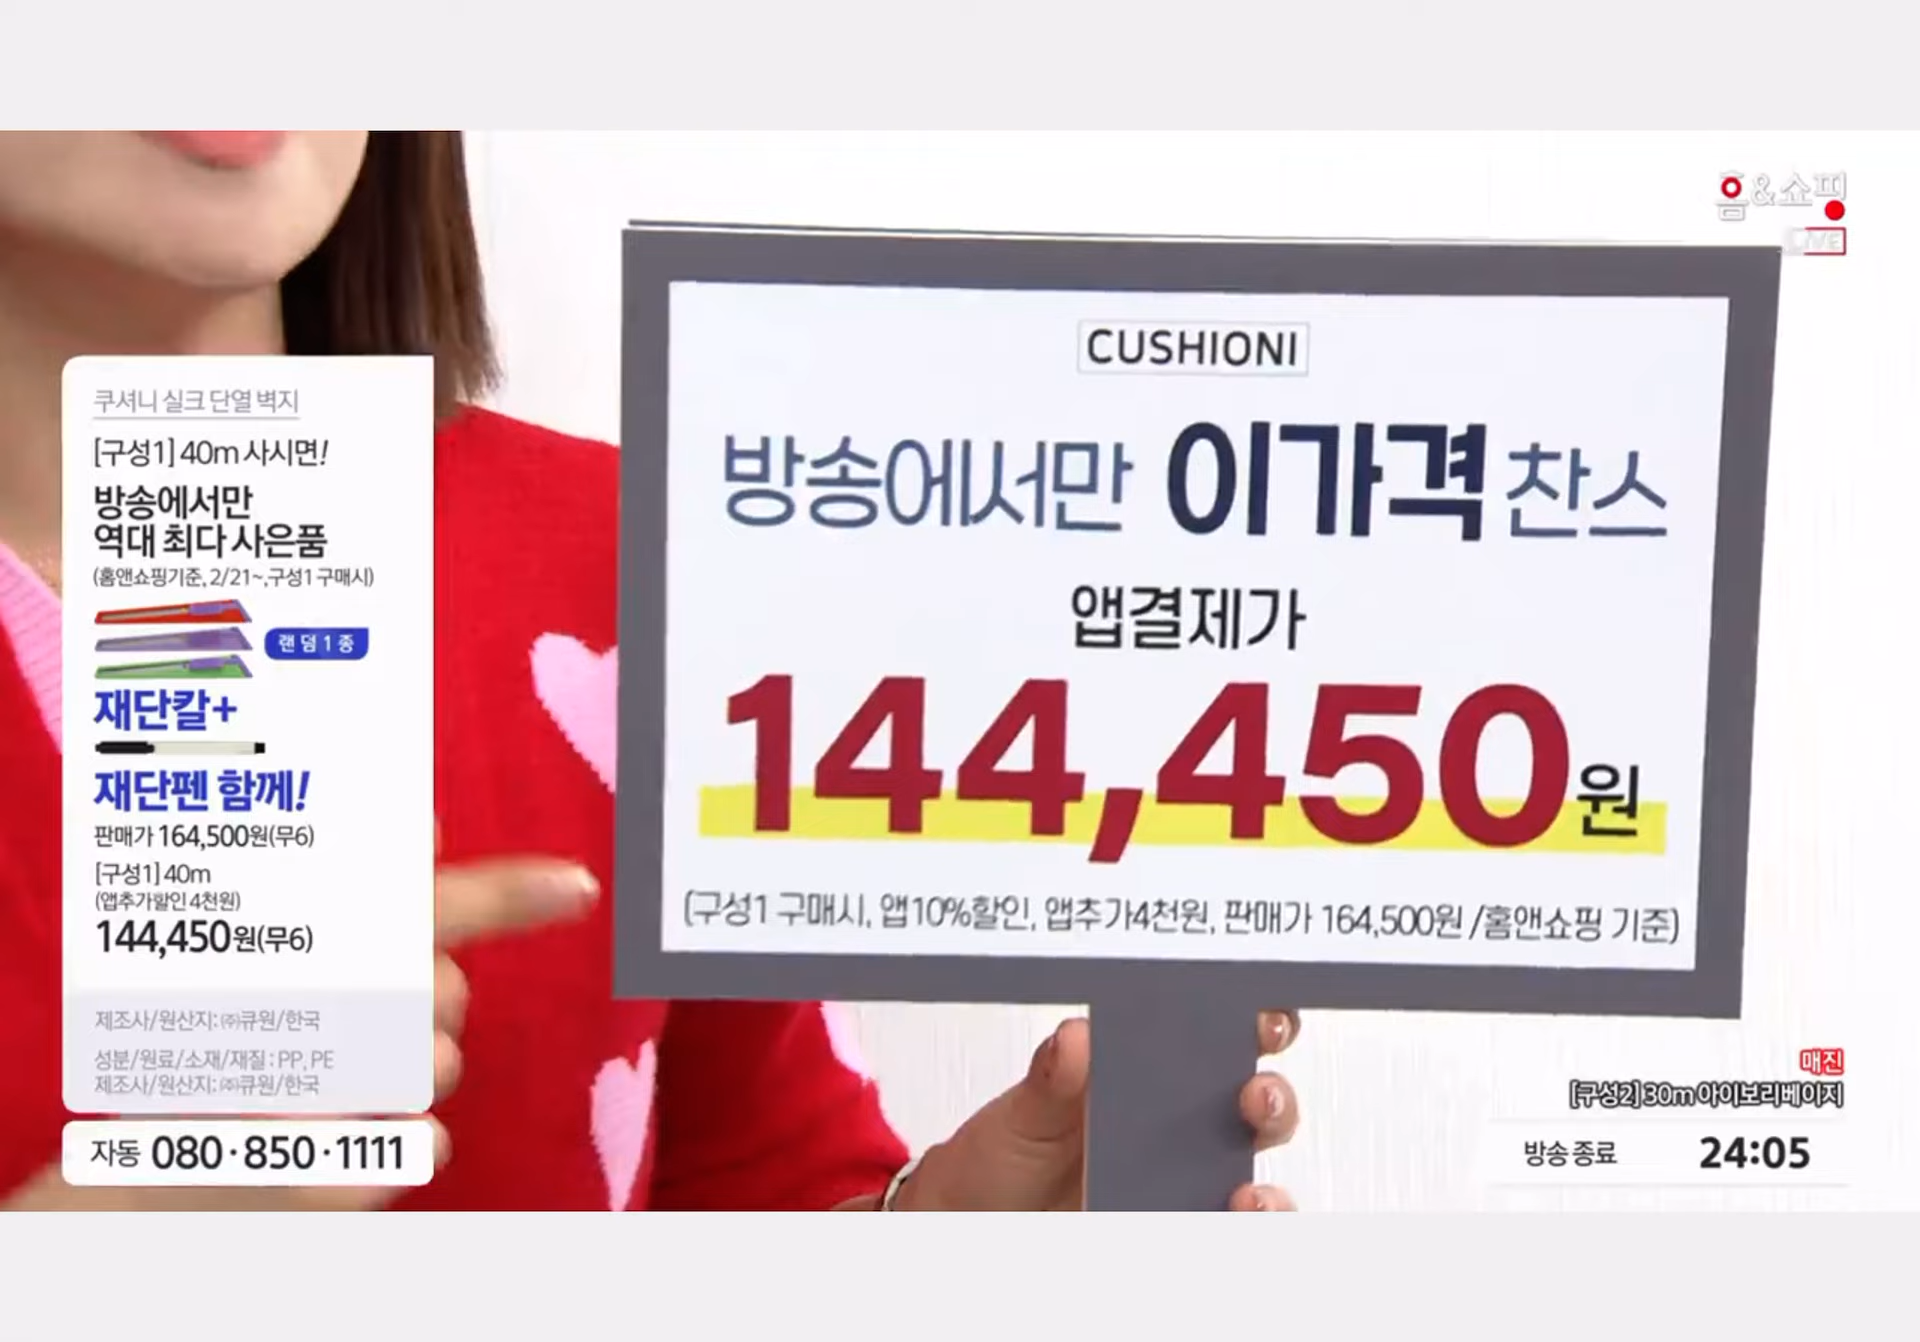 홈&쇼핑
LIVE
CUSHIONI
방송에서만 이가격 찬스
앱결제가
144,450원
(구성1 구매시, 앱10%할인, 앱추가4천원, 판매가 164,500원 /홈앤쇼핑 기준)
쿠셔니 실크 단열 벽지
[구성1] 40m 사시면!
방송에서만
역대 최다 사은품
(홈앤쇼핑기준, 2/21~,구성1 구매시)
랜덤 1종
재단칼+
재단펜 함께!
판매가 164,500원(무6)
[구성1] 40m
(앱추가할인 4천원)
144,450원(무6)
제조사/원산지: ㈜큐원/한국
성분/원료/소재/재질 : PP, PE
제조사/원산지: ㈜큐원/한국
자동 080·850·1111
매진
[구성2] 30m 아이보리베이지
방송 종료 24:05